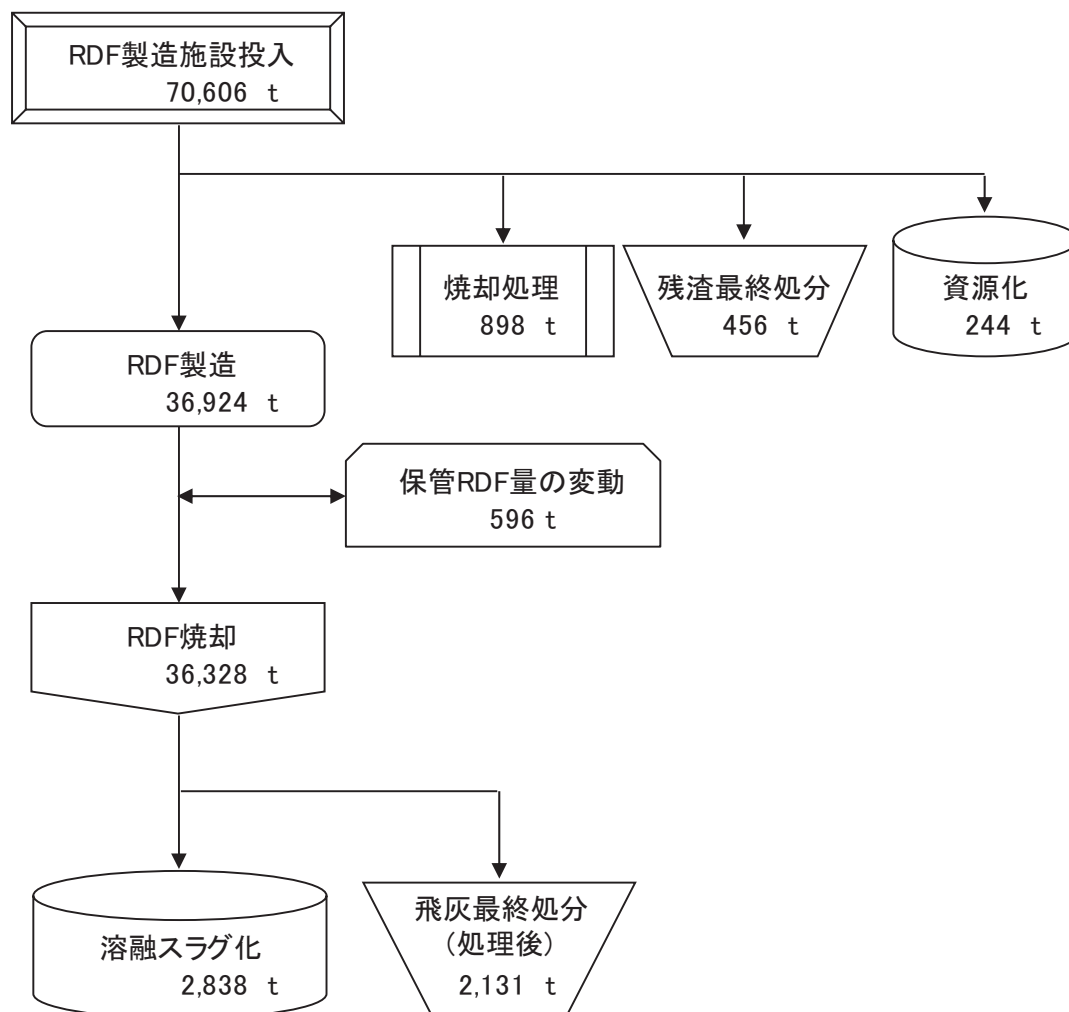 RDF製造施設投入
70,606 t
焼却処理
898 t
残渣最終処分
456 t
資源化
244 t
RDF製造
36,924 t
保管RDF量の変動
596 t
RDF焼却
36,328 t
溶融スラグ化
2,838 t
飛灰最終処分
(処理後)
2,131 t